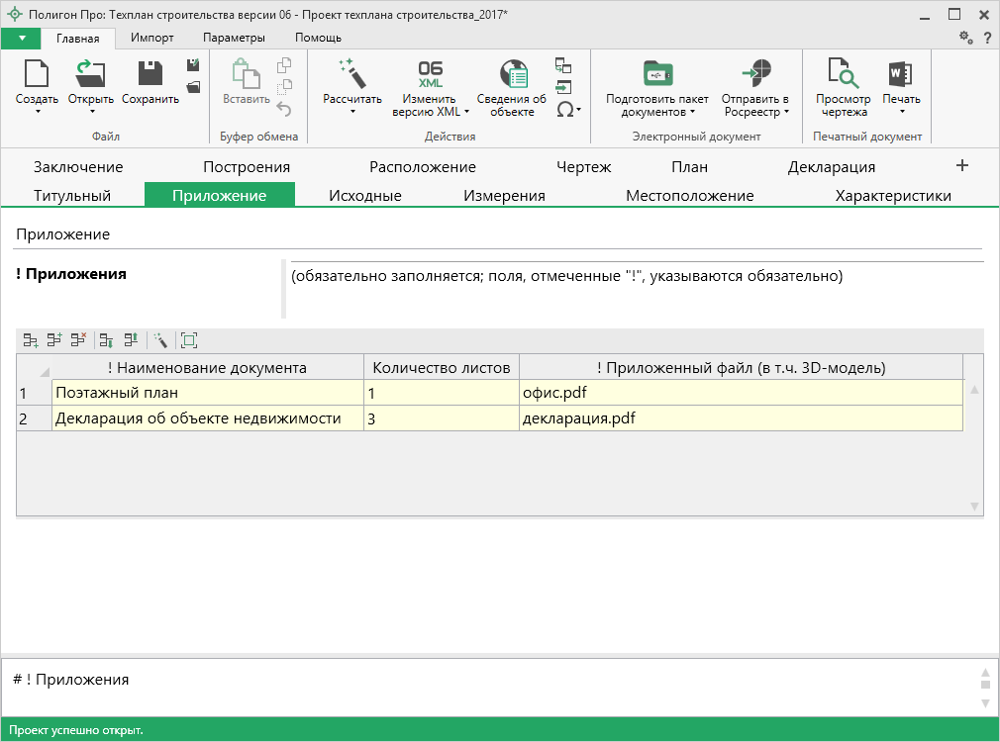 Полигон Про: Техплан строительства версии 06 - Проект техплана строительства_2017*
Главная Импорт Параметры Помощь ?
Создать Открыть Сохранить
Вставить
Рассчитать
06
XML
Изменить
версию XML
Сведения об
объекте
Ω
Подготовить пакет
документов
Отправить в
Росреестр
Просмотр
чертежа
W
Печать
Файл Буфер обмена Действия Электронный документ Печатный документ
Заключение Построения Расположение Чертеж План Декларация +
Титульный Приложение Исходные Измерения Местоположение Характеристики
Приложение
! Приложения
(обязательно заполняется; поля, отмеченные "!", указываются обязательно)
! Наименование документа Количество листов ! Приложенный файл (в т.ч. 3D-модель)
1 Поэтажный план 1 офис.pdf
2 Декларация об объекте недвижимости 3 декларация.pdf
# ! Приложения
Проект успешно открыт.